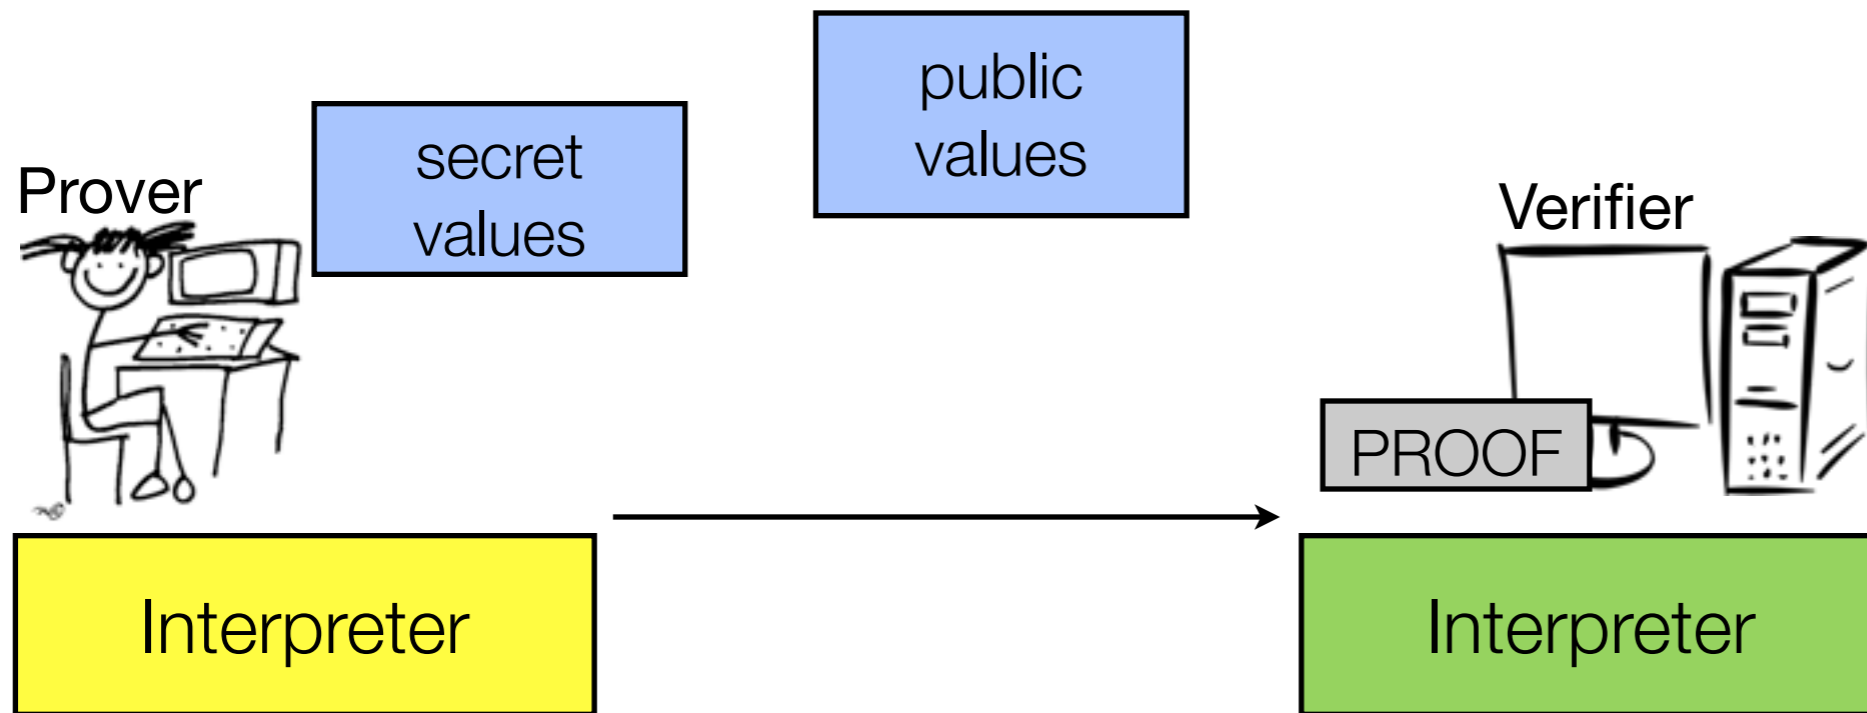 public
values
secret
values
Prover
Verifier
PROOF
Interpreter
Interpreter